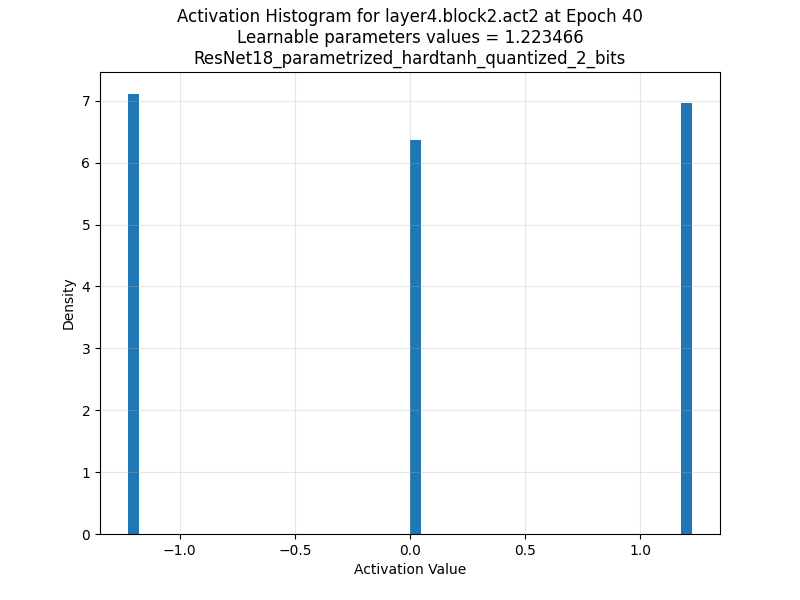 Activation Histogram for layer4.block2.act2 at Epoch 40
Learnable parameters values = 1.223466
ResNet18_parametrized_hardtanh_quantized_2_bits
Density
7
6
5
4
3
2
1
0
−1.0 −0.5 0.0 0.5 1.0
Activation Value